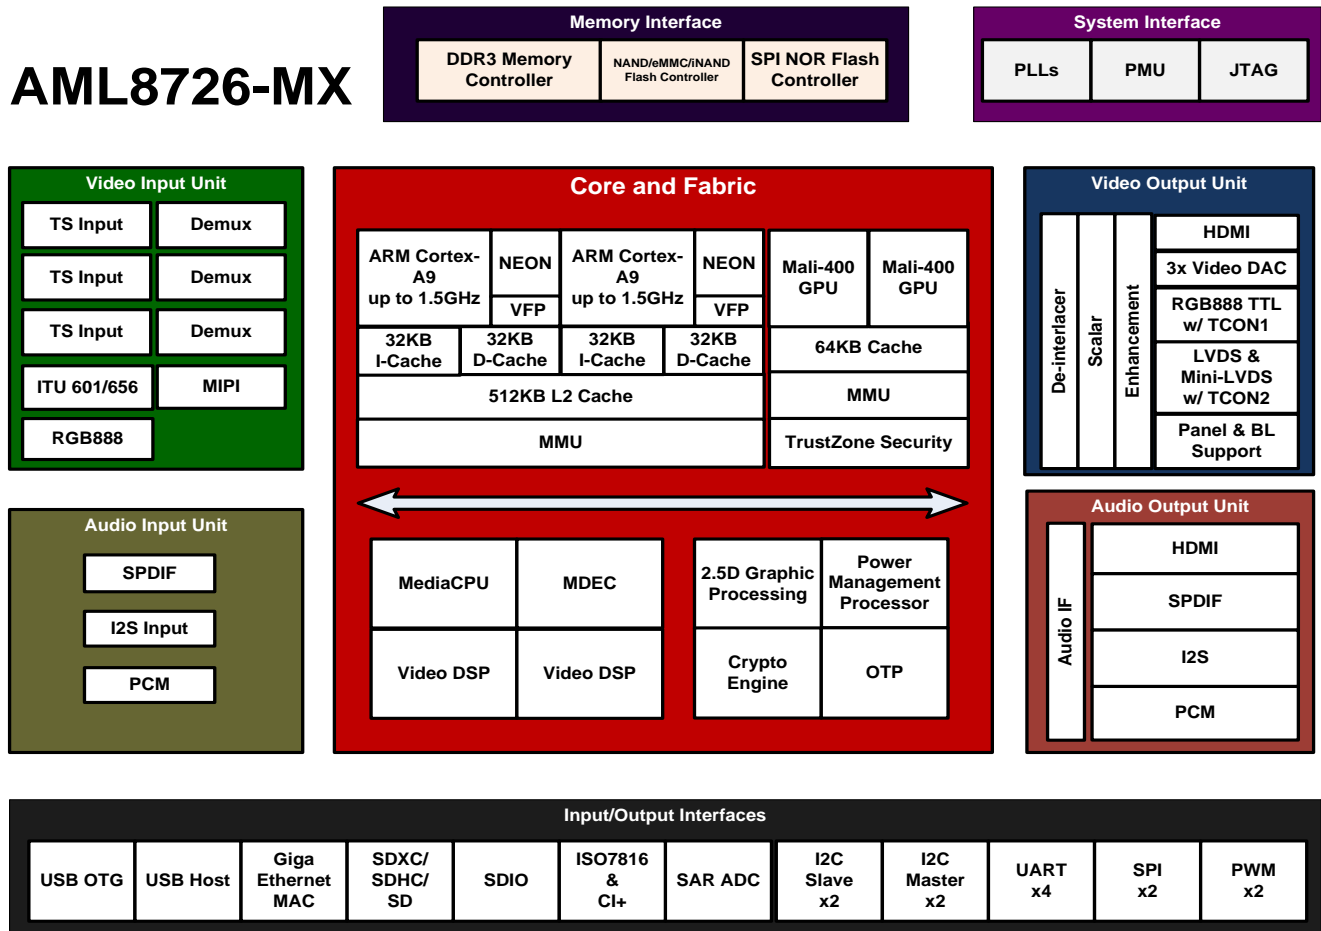 AML8726-MX
Memory Interface
DDR3 Memory
Controller
NAND/eMMC/iNAND
Flash Controller
SPI NOR Flash
Controller
System Interface
PLLs
PMU
JTAG
Video Input Unit
TS Input
Demux
TS Input
Demux
TS Input
Demux
ITU 601/656
MIPI
RGB888
Core and Fabric
ARM Cortex-
A9
up to 1.5GHz
NEON
VFP
ARM Cortex-
A9
up to 1.5GHz
NEON
VFP
32KB
I-Cache
32KB
D-Cache
32KB
I-Cache
32KB
D-Cache
512KB L2 Cache
MMU
Mali-400
GPU
Mali-400
GPU
64KB Cache
MMU
TrustZone Security
MediaCPU
MDEC
Video DSP
Video DSP
2.5D Graphic
Processing
Power
Management
Processor
Crypto
Engine
OTP
Video Output Unit
De-interlacer
Scalar
Enhancement
HDMI
3x Video DAC
RGB888 TTL
w/ TCON1
LVDS &
Mini-LVDS
w/ TCON2
Panel & BL
Support
Audio Input Unit
SPDIF
I2S Input
PCM
Audio Output Unit
Audio IF
HDMI
SPDIF
I2S
PCM
Input/Output Interfaces
USB OTG
USB Host
Giga
Ethernet
MAC
SDXC/
SDHC/
SD
SDIO
ISO7816
&
CI+
SAR ADC
I2C
Slave
x2
I2C
Master
x2
UART
x4
SPI
x2
PWM
x2